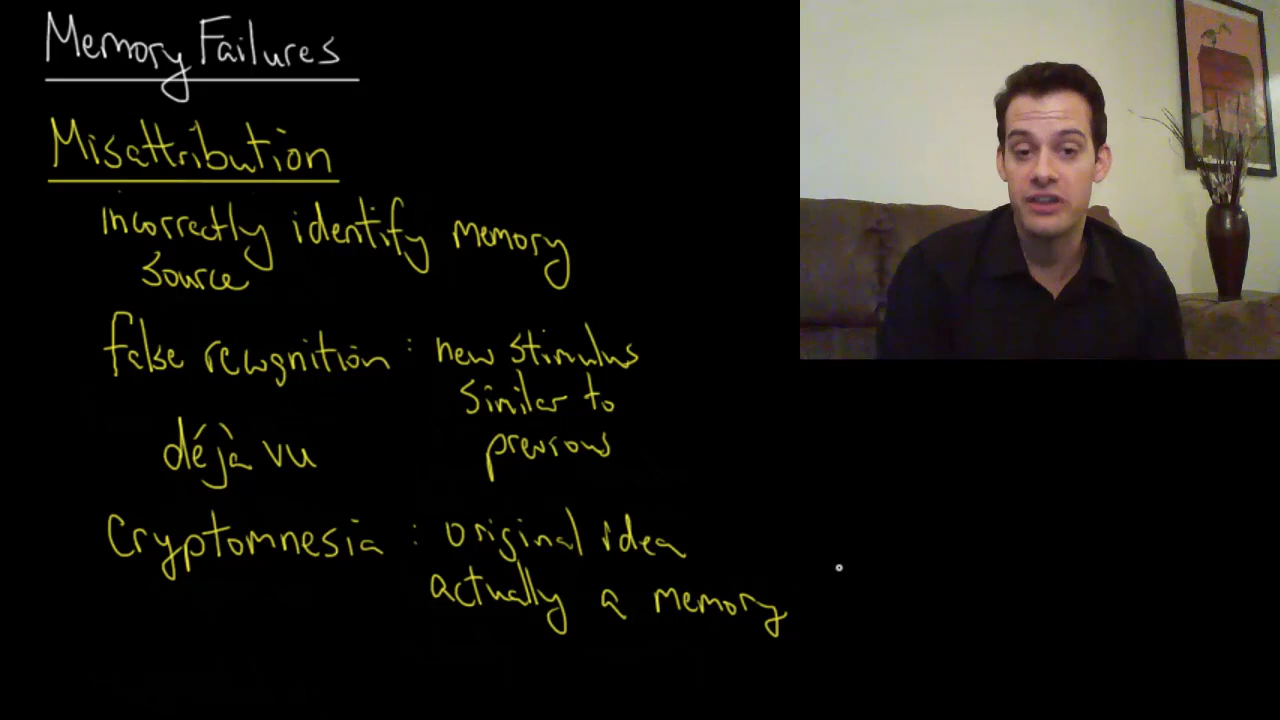 Memory Failures
Misattribution
incorrectly identify memory
source
false recognition : new stimulus
similar to
déjà vu previous
cryptomnesia : original idea
actually a memory